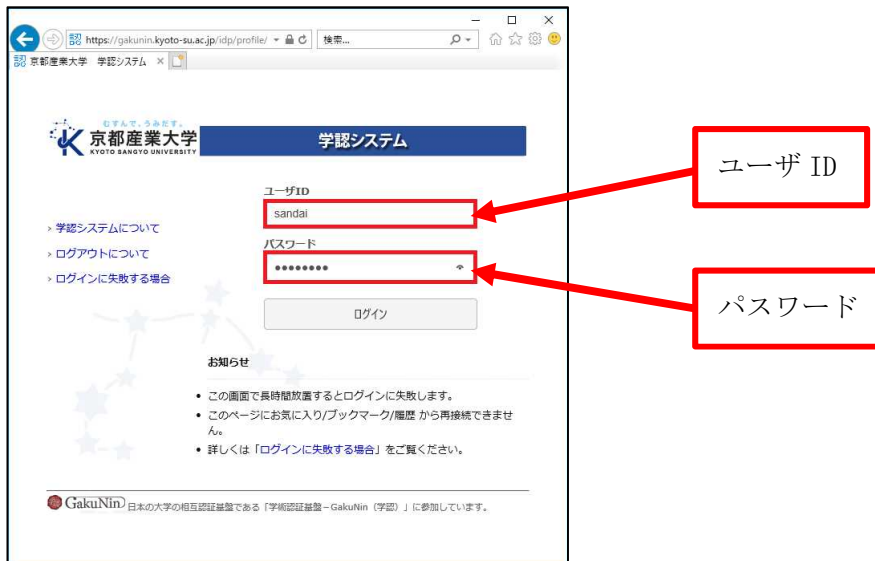 https://gakunin.kyoto-su.ac.jp/idp/profile/
検索...
京都産業大学 学認システム
むすんで、うみだす。
京都産業大学
KYOTO SANGYO UNIVERSITY
学認システム
ユーザID
sandai
ユーザ ID
> 学認システムについて
パスワード
> ログアウトについて
●●●●●●●●
> ログインに失敗する場合
パスワード
ログイン
お知らせ
• この画面で長時間放置するとログインに失敗します。
• このページにお気に入り/ブックマーク/履歴 から再接続できませ
ん。
• 詳しくは「ログインに失敗する場合」をご覧ください。
GakuNin 日本の大学の相互認証基盤である「学術認証基盤－GakuNin（学認）」に参加しています。